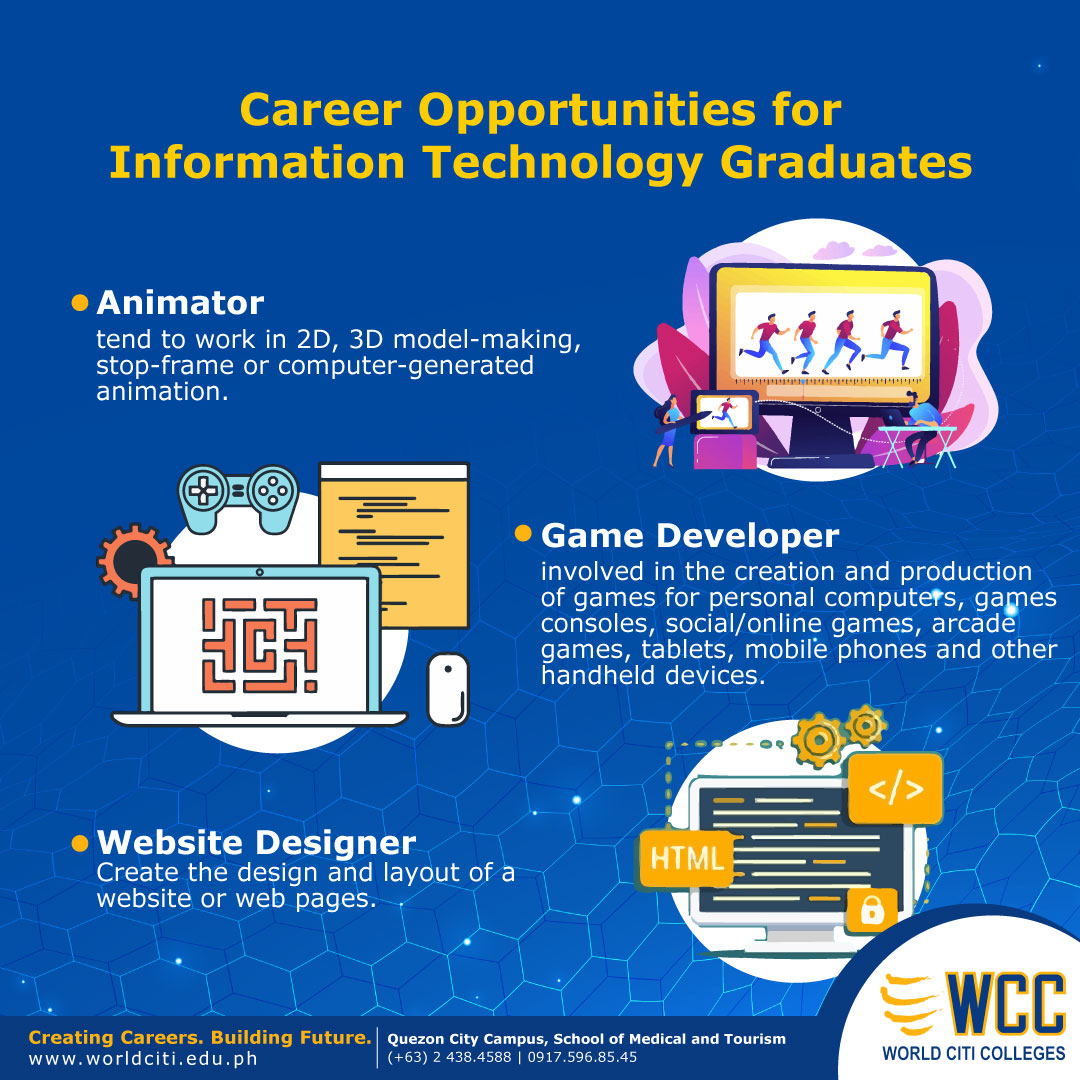 Career Opportunities for
Information Technology Graduates
Animator
tend to work in 2D, 3D model-making,
stop-frame or computer-generated
animation.
Game Developer
involved in the creation and production
of games for personal computers, games
consoles, social/online games, arcade
games, tablets, mobile phones and other
handheld devices.
</>
HTML
Website Designer
Create the design and layout of a
website or web pages.
WCC
WORLD CITI COLLEGES
Creating Careers. Building Future.
www.worldciti.edu.ph
Quezon City Campus, School of Medical and Tourism
(+63) 2 438.4588 | 0917.596.85.45